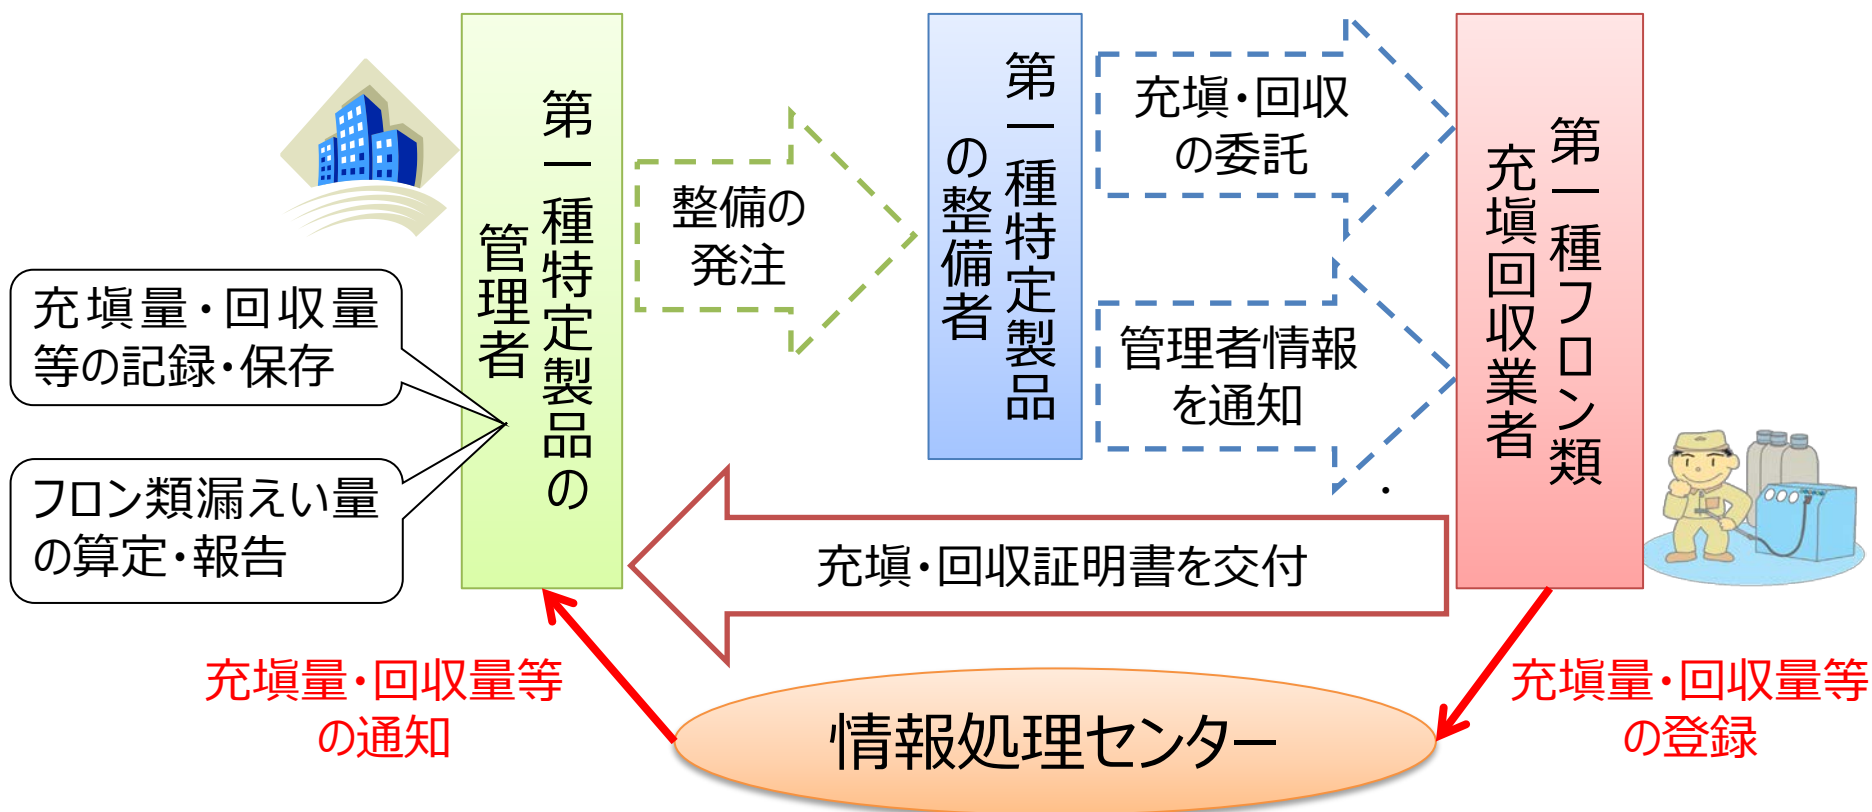 第一種特定製品の
管理者
整備の
発注
第一種特定製品
の整備者
充塡・回収
の委託
管理者情報
を通知
第一種フロン類
充塡回収業者
充塡量・回収量
等の記録・保存
フロン類漏えい量
の算定・報告
充塡・回収証明書を交付
充塡量・回収量等
の通知
情報処理センター
充塡量・回収量等
の登録